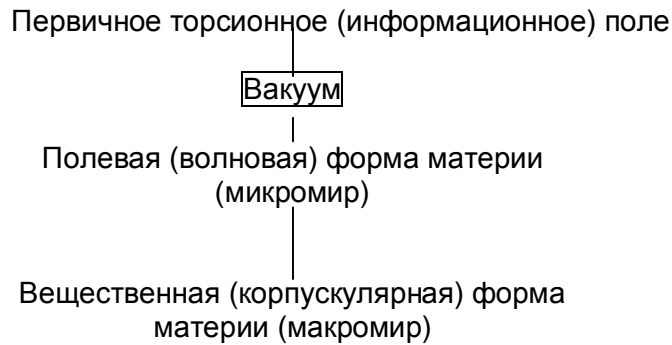 Первичное торсионное (информационное) поле
Вакуум
Полевая (волновая) форма материи
(микромир)
Вещественная (корпускулярная) форма
материи (макромир)